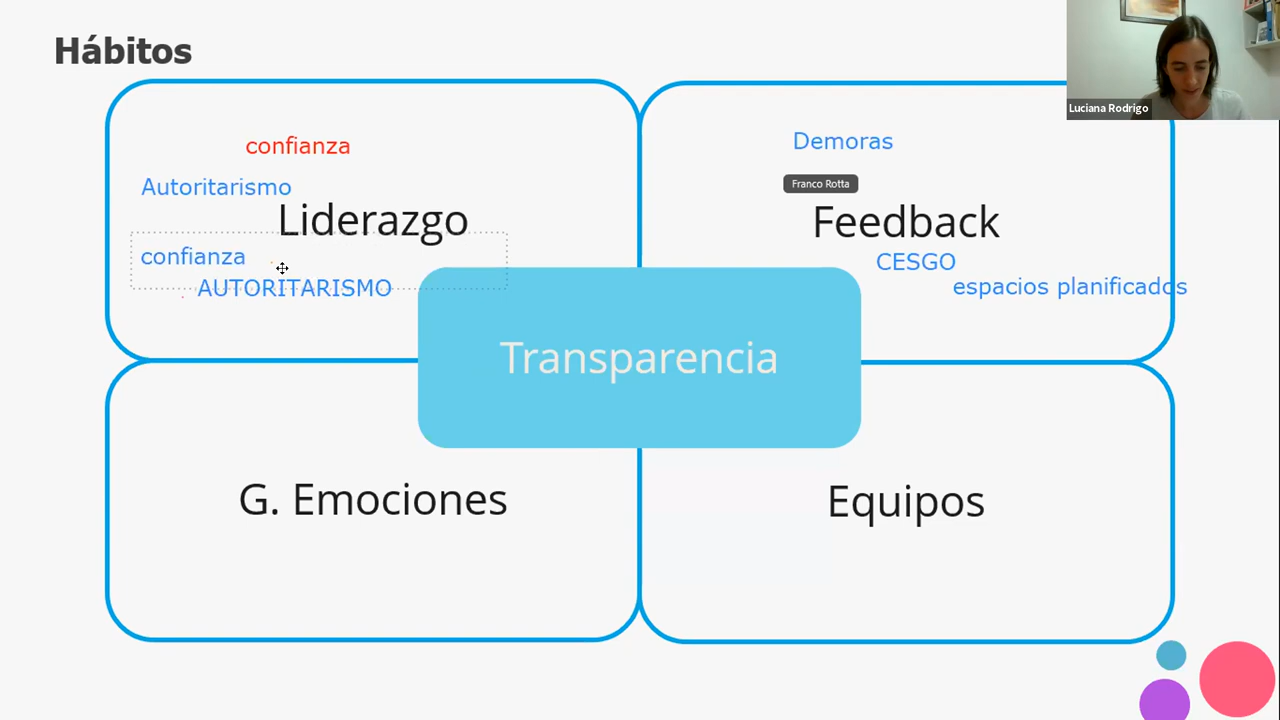 Hábitos
Luciana Rodrigo
confianza
Autoritarismo
Liderazgo
confianza
AUTORITARISMO
Demoras
Franco Rotta
Feedback
CESGO
espacios planificados
Transparencia
G. Emociones
Equipos